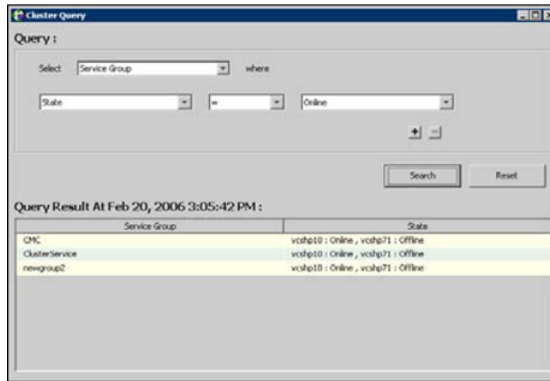 Cluster Query
Query :
Select Service Group where
State = Online
+ -
Search Reset
Query Result At Feb 20, 2006 3:05:42 PM :
Service Group State
CMC vcshp10 : Online , vcshp71 : Offline
ClusterService vcshp10 : Online , vcshp71 : Offline
newgroup2 vcshp10 : Online , vcshp71 : Offline